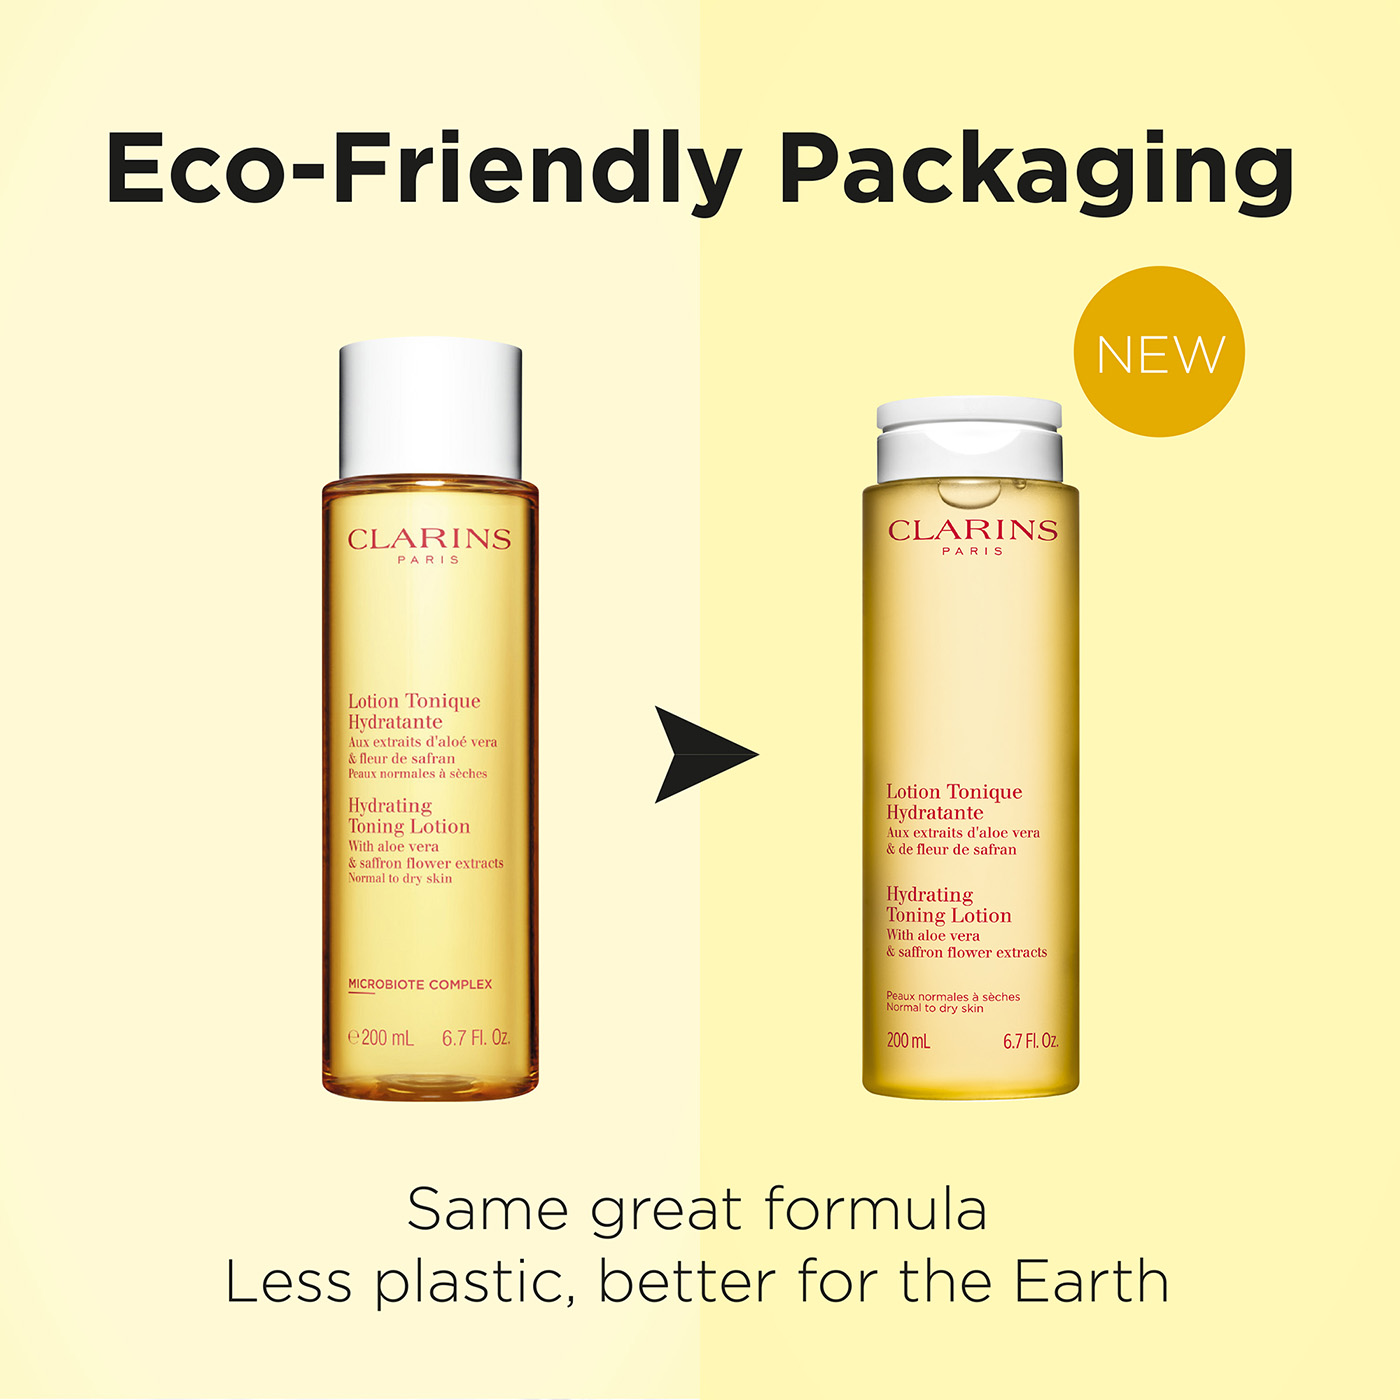 Eco-Friendly Packaging
NEW
CLARINS
PARIS
Lotion Tonique
Hydratante
Aux extraits d'aloé vera
& fleur de safran
Peaux normales à sèches
Hydrating
Toning Lotion
With aloe vera
& saffron flower extracts
Normal to dry skin
MICROBIOTE COMPLEX
℮200 mL 6.7 Fl. Oz.
CLARINS
PARIS
Lotion Tonique
Hydratante
Aux extraits d'aloe vera
& de fleur de safran
Hydrating
Toning Lotion
With aloe vera
& saffron flower extracts
Peaux normales à sèches
Normal to dry skin
200 mL 6.7 Fl. Oz.
Same great formula
Less plastic, better for the Earth